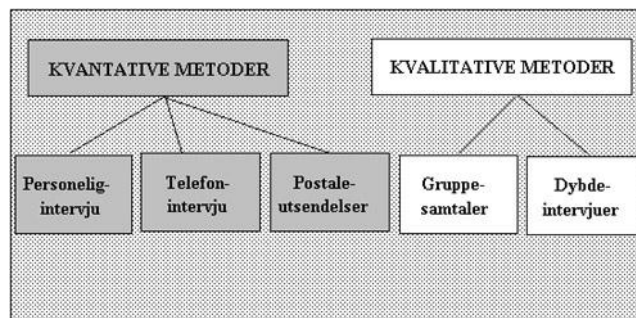 KVANTATIVE METODER
KVALITATIVE METODER
Personelig-
intervju
Telefon-
intervju
Postale-
utsendelser
Gruppe-
samtaler
Dybde-
intervjuer